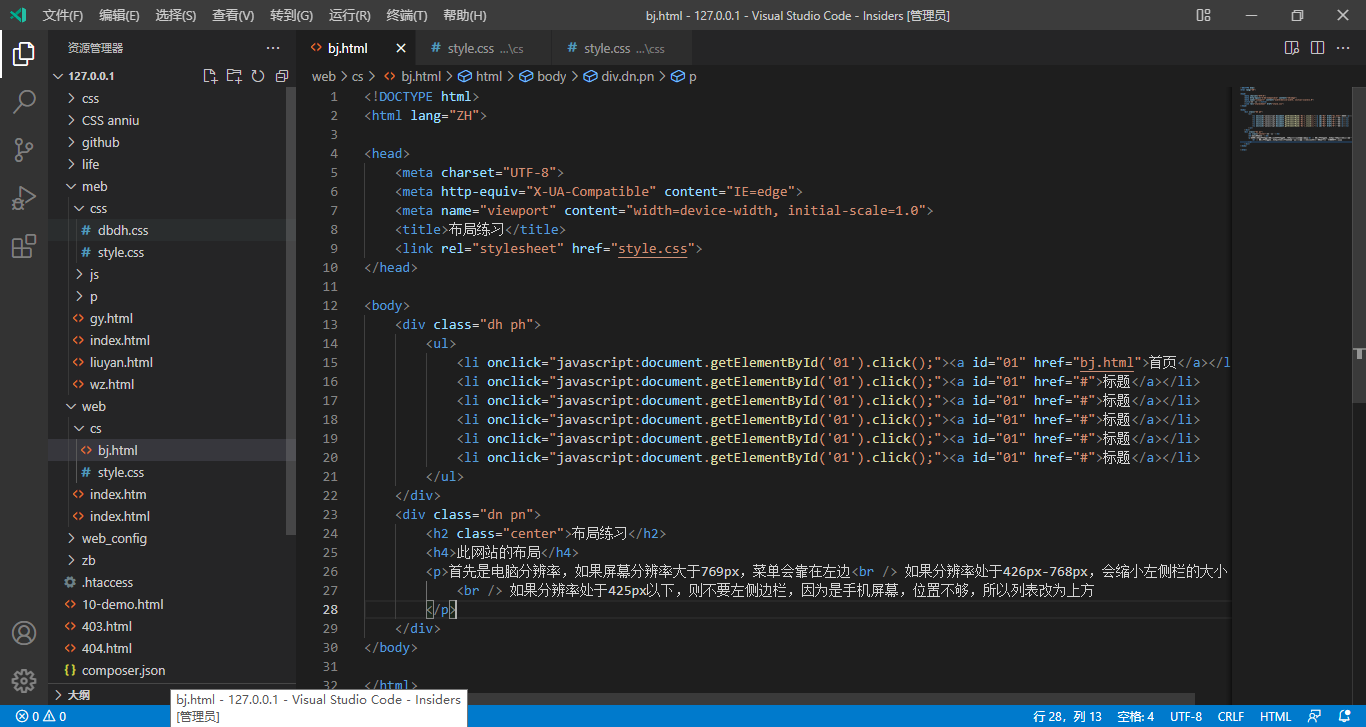 文件(F) 编辑(E) 选择(S) 查看(V) 转到(G) 运行(R) 终端(T) 帮助(H) bj.html - 127.0.0.1 - Visual Studio Code - Insiders [管理员]
资源管理器
127.0.0.1
css
CSS anniu
github
life
meb
css
# dbdh.css
# style.css
js
p
<> gy.html
<> index.html
<> liuyan.html
<> wz.html
web
cs
<> bj.html
# style.css
<> index.htm
<> index.html
web_config
zb
.htaccess
<> 10-demo.html
<> 403.html
<> 404.html
{} composer.json
大纲
<> bj.html # style.css ...\cs # style.css ...\css
web > cs > <> bj.html > html > body > div.dn.pn > p
1 <!DOCTYPE html>
2 <html lang="ZH">
3
4 <head>
5 <meta charset="UTF-8">
6 <meta http-equiv="X-UA-Compatible" content="IE=edge">
7 <meta name="viewport" content="width=device-width, initial-scale=1.0">
8 <title>布局练习</title>
9 <link rel="stylesheet" href="style.css">
10 </head>
11
12 <body>
13 <div class="dh ph">
14 <ul>
15 <li onclick="javascript:document.getElementById('01').click();"><a id="01" href="bj.html">首页</a></l
16 <li onclick="javascript:document.getElementById('01').click();"><a id="01" href="#">标题</a></li>
17 <li onclick="javascript:document.getElementById('01').click();"><a id="01" href="#">标题</a></li>
18 <li onclick="javascript:document.getElementById('01').click();"><a id="01" href="#">标题</a></li>
19 <li onclick="javascript:document.getElementById('01').click();"><a id="01" href="#">标题</a></li>
20 <li onclick="javascript:document.getElementById('01').click();"><a id="01" href="#">标题</a></li>
21 </ul>
22 </div>
23 <div class="dn pn">
24 <h2 class="center">布局练习</h2>
25 <h4>此网站的布局</h4>
26 <p>首先是电脑分辨率，如果屏幕分辨率大于769px，菜单会靠在左边<br /> 如果分辨率处于426px-768px，会缩小左侧栏的大小
27 <br /> 如果分辨率处于425px以下，则不要左侧边栏，因为是手机屏幕，位置不够，所以列表改为上方
28 </p>
29 </div>
30 </body>
31
32 </html>
bj.html - 127.0.0.1 - Visual Studio Code - Insiders
[管理员]
0 0 行 28，列 13 空格: 4 UTF-8 CRLF HTML